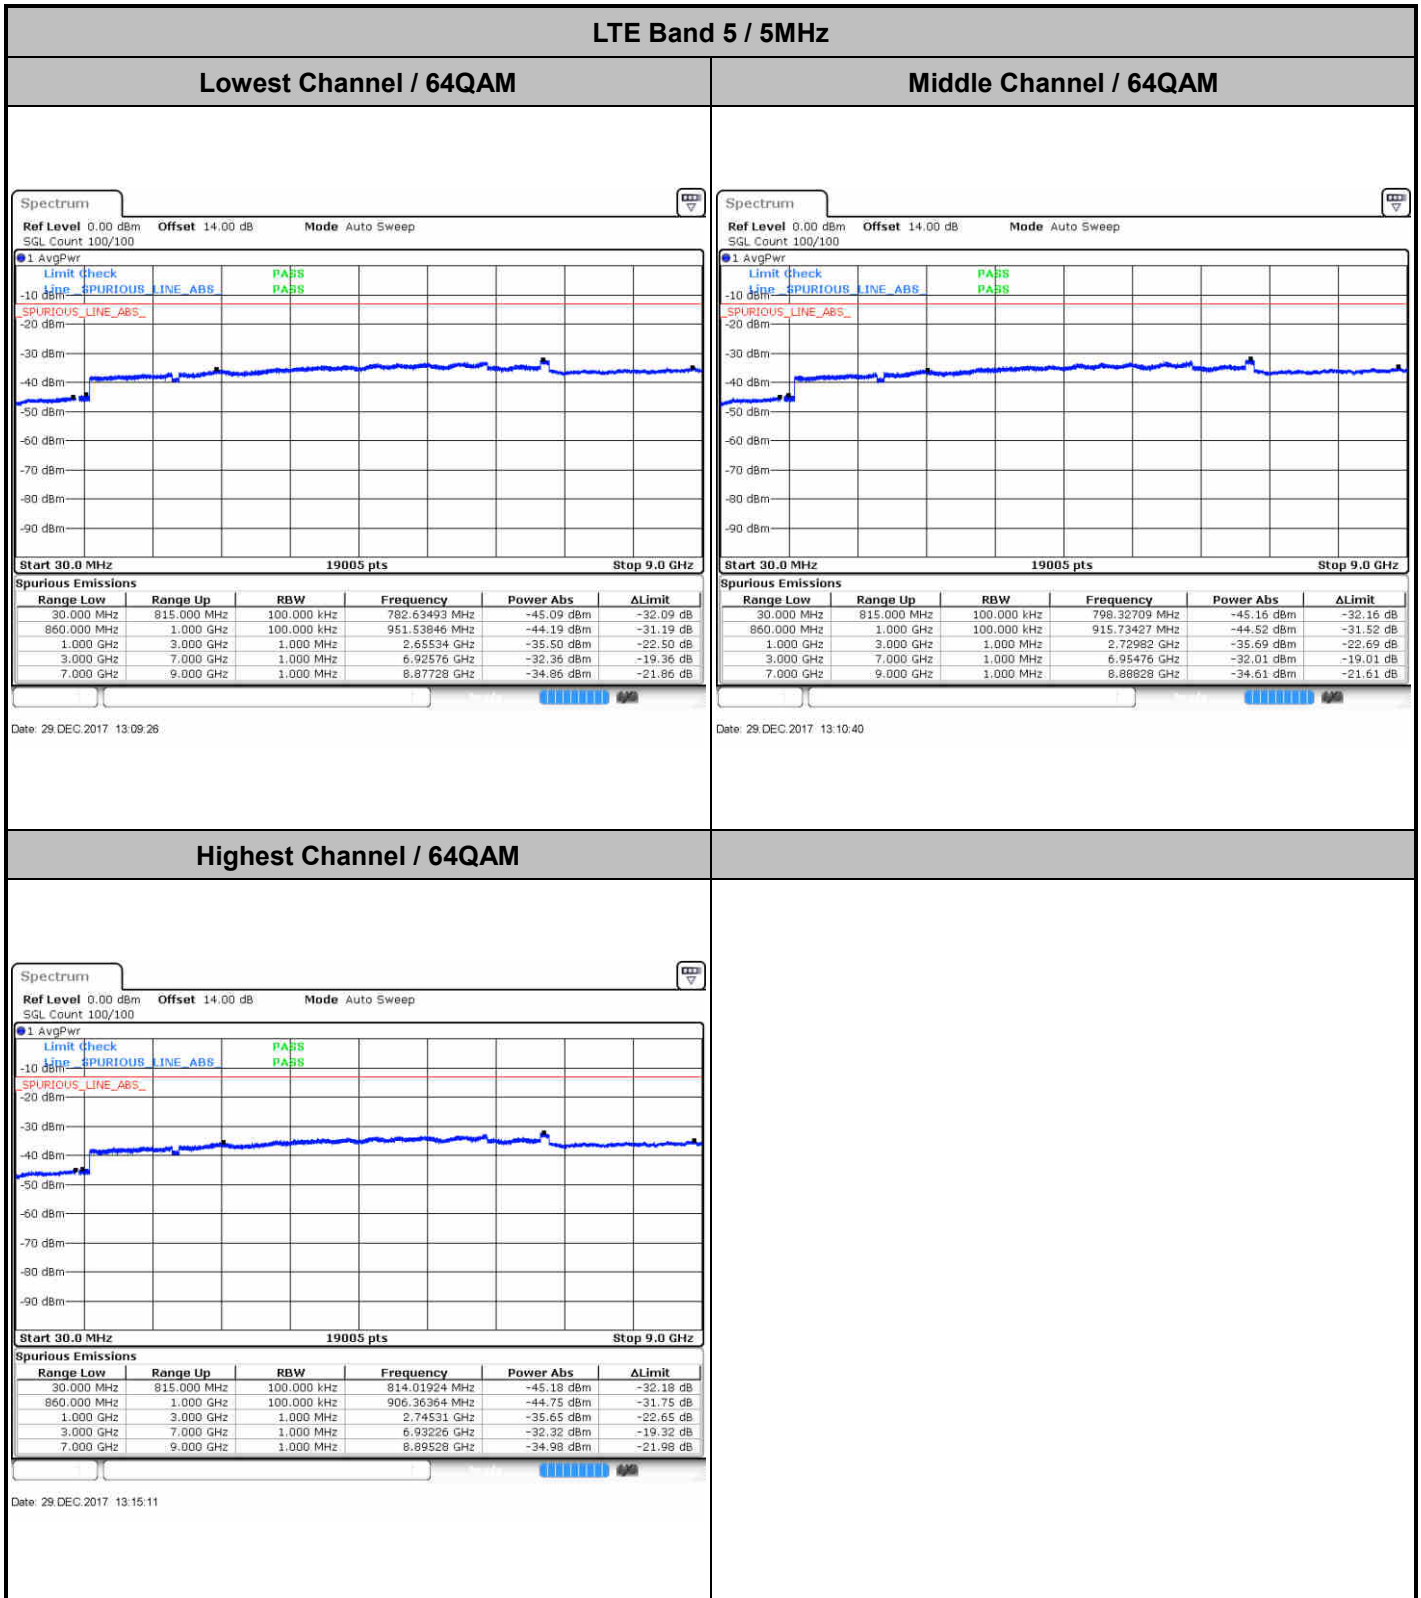 LTE Band 5 / 5MHz
Lowest Channel / 64QAM
Middle Channel / 64QAM
Spectrum
Ref Level 0.00 dBm Offset 14.00 dB Mode Auto Sweep
SGL Count 100/100
1 AvgPwr
Limit Check PASS
Line _SPURIOUS_LINE_ABS_ PASS
-10 dBm
_SPURIOUS_LINE_ABS_
-20 dBm
-30 dBm
-40 dBm
-50 dBm
-60 dBm
-70 dBm
-80 dBm
-90 dBm
Start 30.0 MHz 19005 pts Stop 9.0 GHz
Spurious Emissions
Range Low Range Up RBW Frequency Power Abs ΔLimit
30.000 MHz 815.000 MHz 100.000 kHz 782.63493 MHz -45.09 dBm -32.09 dB
860.000 MHz 1.000 GHz 100.000 kHz 951.53846 MHz -44.19 dBm -31.19 dB
1.000 GHz 3.000 GHz 1.000 MHz 2.65534 GHz -35.50 dBm -22.50 dB
3.000 GHz 7.000 GHz 1.000 MHz 6.92576 GHz -32.36 dBm -19.36 dB
7.000 GHz 9.000 GHz 1.000 MHz 8.87728 GHz -34.86 dBm -21.86 dB
Date: 29.DEC.2017 13:09:26
Spectrum
Ref Level 0.00 dBm Offset 14.00 dB Mode Auto Sweep
SGL Count 100/100
1 AvgPwr
Limit Check PASS
Line _SPURIOUS_LINE_ABS_ PASS
-10 dBm
_SPURIOUS_LINE_ABS_
-20 dBm
-30 dBm
-40 dBm
-50 dBm
-60 dBm
-70 dBm
-80 dBm
-90 dBm
Start 30.0 MHz 19005 pts Stop 9.0 GHz
Spurious Emissions
Range Low Range Up RBW Frequency Power Abs ΔLimit
30.000 MHz 815.000 MHz 100.000 kHz 798.32709 MHz -45.16 dBm -32.16 dB
860.000 MHz 1.000 GHz 100.000 kHz 915.73427 MHz -44.52 dBm -31.52 dB
1.000 GHz 3.000 GHz 1.000 MHz 2.72982 GHz -35.69 dBm -22.69 dB
3.000 GHz 7.000 GHz 1.000 MHz 6.95476 GHz -32.01 dBm -19.01 dB
7.000 GHz 9.000 GHz 1.000 MHz 8.88828 GHz -34.61 dBm -21.61 dB
Date: 29.DEC.2017 13:10:40
Highest Channel / 64QAM
Spectrum
Ref Level 0.00 dBm Offset 14.00 dB Mode Auto Sweep
SGL Count 100/100
1 AvgPwr
Limit Check PASS
Line _SPURIOUS_LINE_ABS_ PASS
-10 dBm
_SPURIOUS_LINE_ABS_
-20 dBm
-30 dBm
-40 dBm
-50 dBm
-60 dBm
-70 dBm
-80 dBm
-90 dBm
Start 30.0 MHz 19005 pts Stop 9.0 GHz
Spurious Emissions
Range Low Range Up RBW Frequency Power Abs ΔLimit
30.000 MHz 815.000 MHz 100.000 kHz 814.01924 MHz -45.18 dBm -32.18 dB
860.000 MHz 1.000 GHz 100.000 kHz 906.36364 MHz -44.75 dBm -31.75 dB
1.000 GHz 3.000 GHz 1.000 MHz 2.74531 GHz -35.65 dBm -22.65 dB
3.000 GHz 7.000 GHz 1.000 MHz 6.93226 GHz -32.32 dBm -19.32 dB
7.000 GHz 9.000 GHz 1.000 MHz 8.89528 GHz -34.98 dBm -21.98 dB
Date: 29.DEC.2017 13:15:11